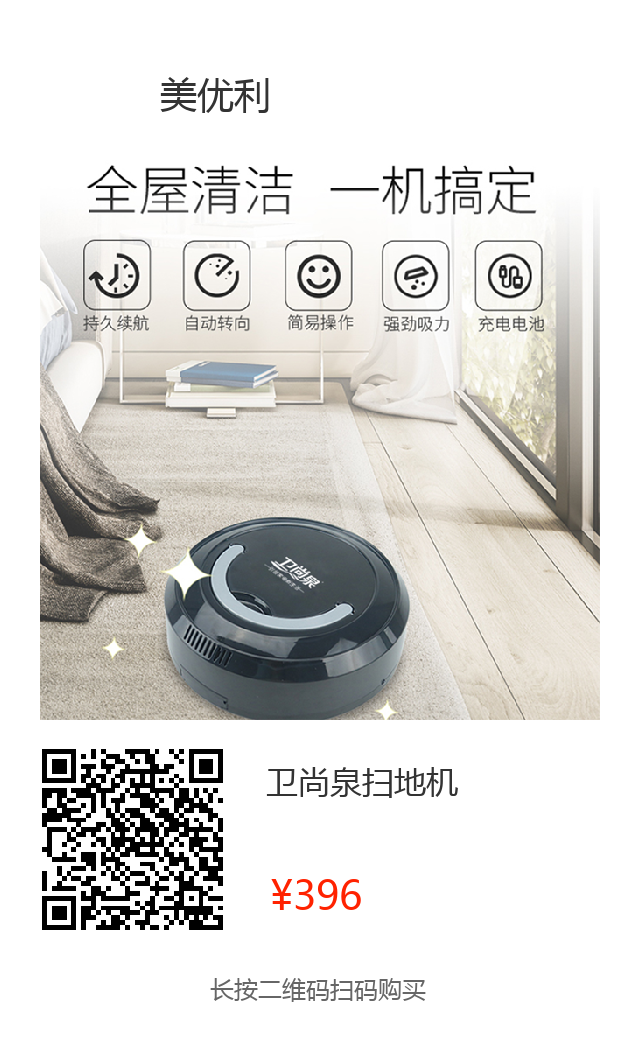 美优利
全屋清洁 一机搞定
持久续航 自动转向 简易操作 强劲吸力 充电电池
卫尚泉
卫尚泉扫地机
¥396
长按二维码扫码购买